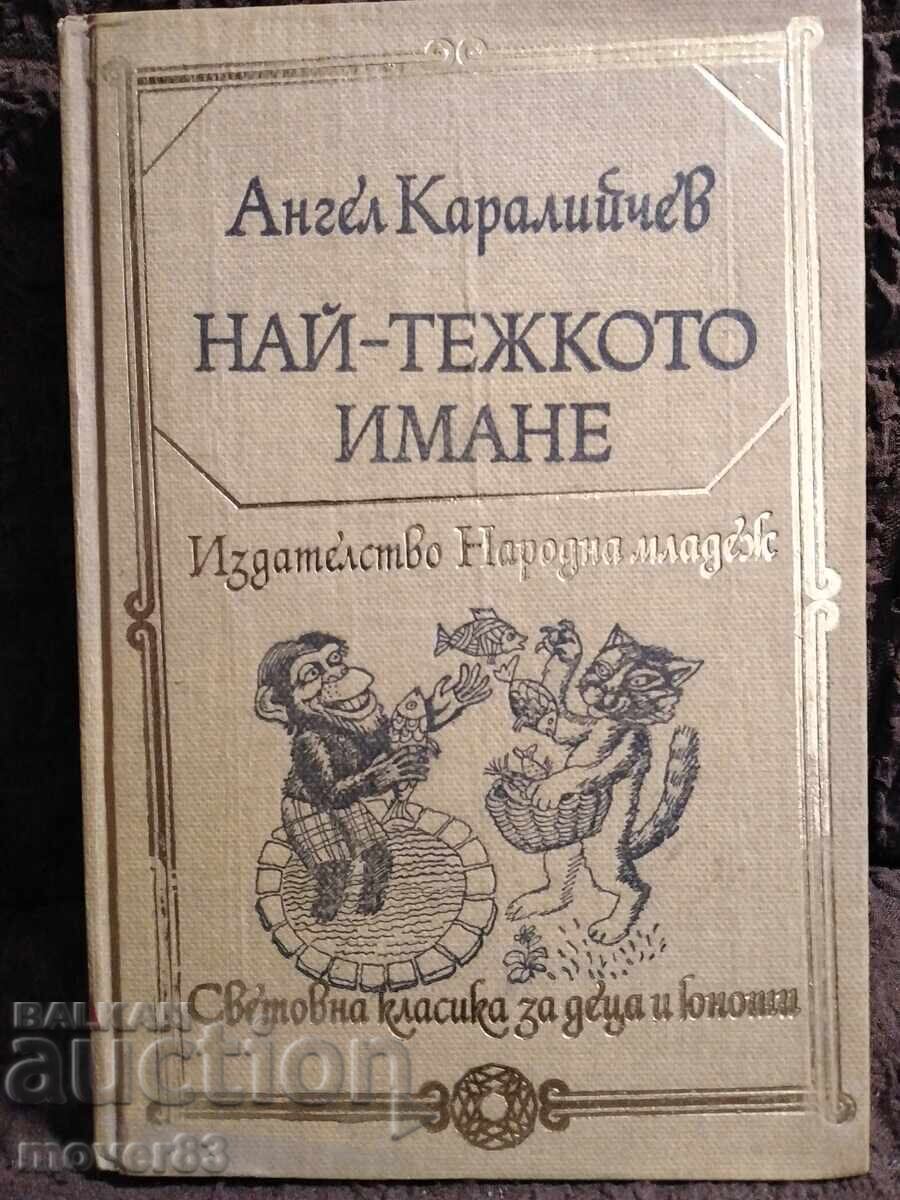 Ангел Каралийчев
НАЙ-ТЕЖКОТО
ИМАНЕ
Издателство Народна младеж
Световна класика за деца и юноши
BALKAN
auction
mover83